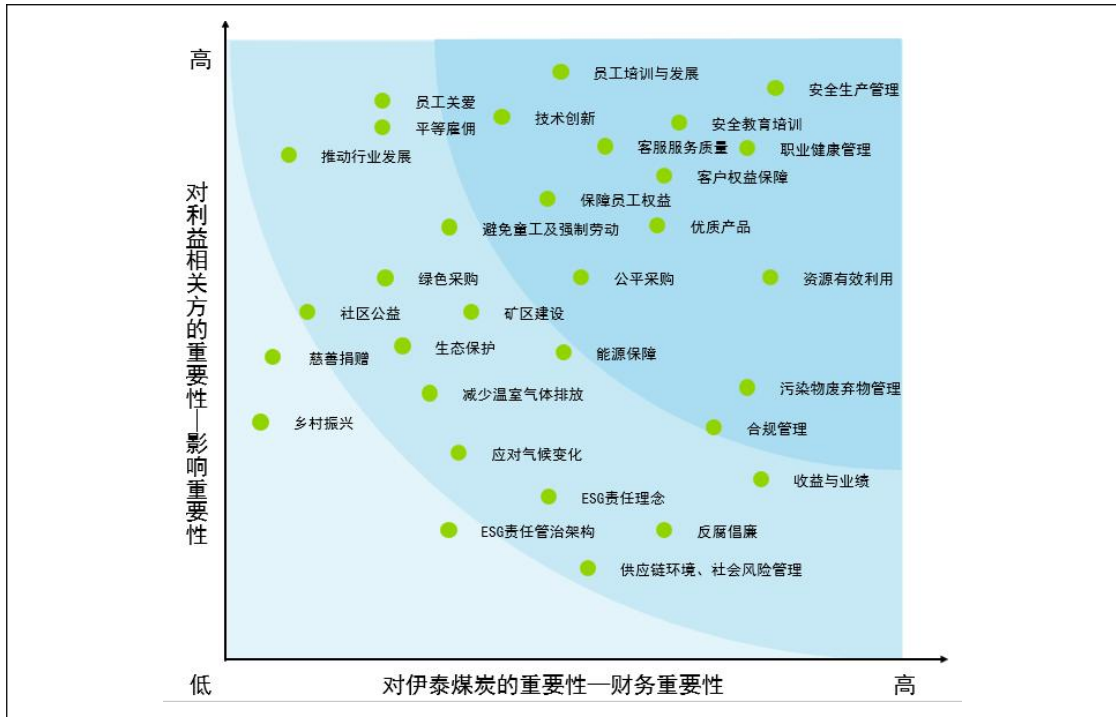 高
员工培训与发展
安全生产管理
员工关爱
技术创新
安全教育培训
平等雇佣
客服服务质量
职业健康管理
推动行业发展
客户权益保障
保障员工权益
避免童工及强制劳动
优质产品
绿色采购
公平采购
资源有效利用
社区公益
矿区建设
生态保护
能源保障
慈善捐赠
减少温室气体排放
污染物废弃物管理
乡村振兴
合规管理
应对气候变化
收益与业绩
ESG责任理念
ESG责任管治架构
反腐倡廉
供应链环境、社会风险管理
对利益相关方的重要性—影响重要性
低
对伊泰煤炭的重要性—财务重要性
高